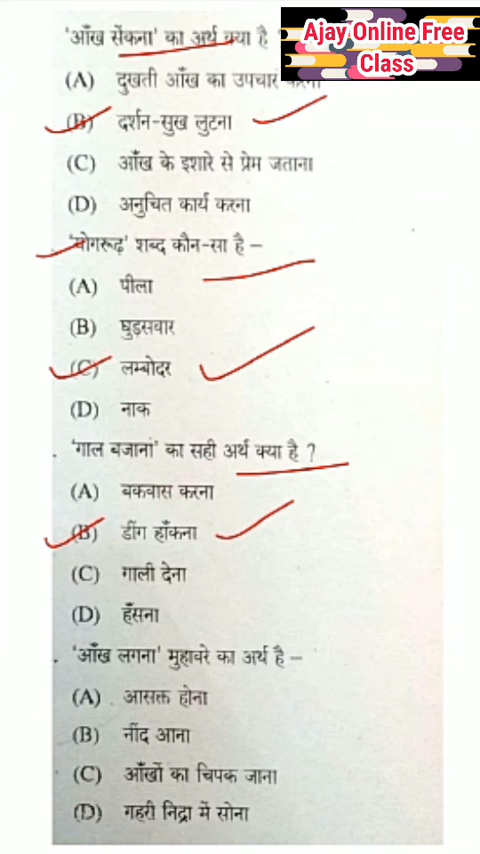 'आँख सेंकना' का अर्थ क्या है
Ajay Online Free
Class
(A) दुखती आँख का उपचार करना
(B) दर्शन-सुख लुटना
(C) आँख के इशारे से प्रेम जताना
(D) अनुचित कार्य करना
'योगरूढ़' शब्द कौन-सा है –
(A) पीला
(B) घुड़सवार
(C) लम्बोदर
(D) नाक
'गाल बजाना' का सही अर्थ क्या है ?
(A) बकवास करना
(B) डींग हाँकना
(C) गाली देना
(D) हँसना
'आँख लगना' मुहावरे का अर्थ है –
(A) आसक्त होना
(B) नींद आना
(C) आँखों का चिपक जाना
(D) गहरी निद्रा में सोना